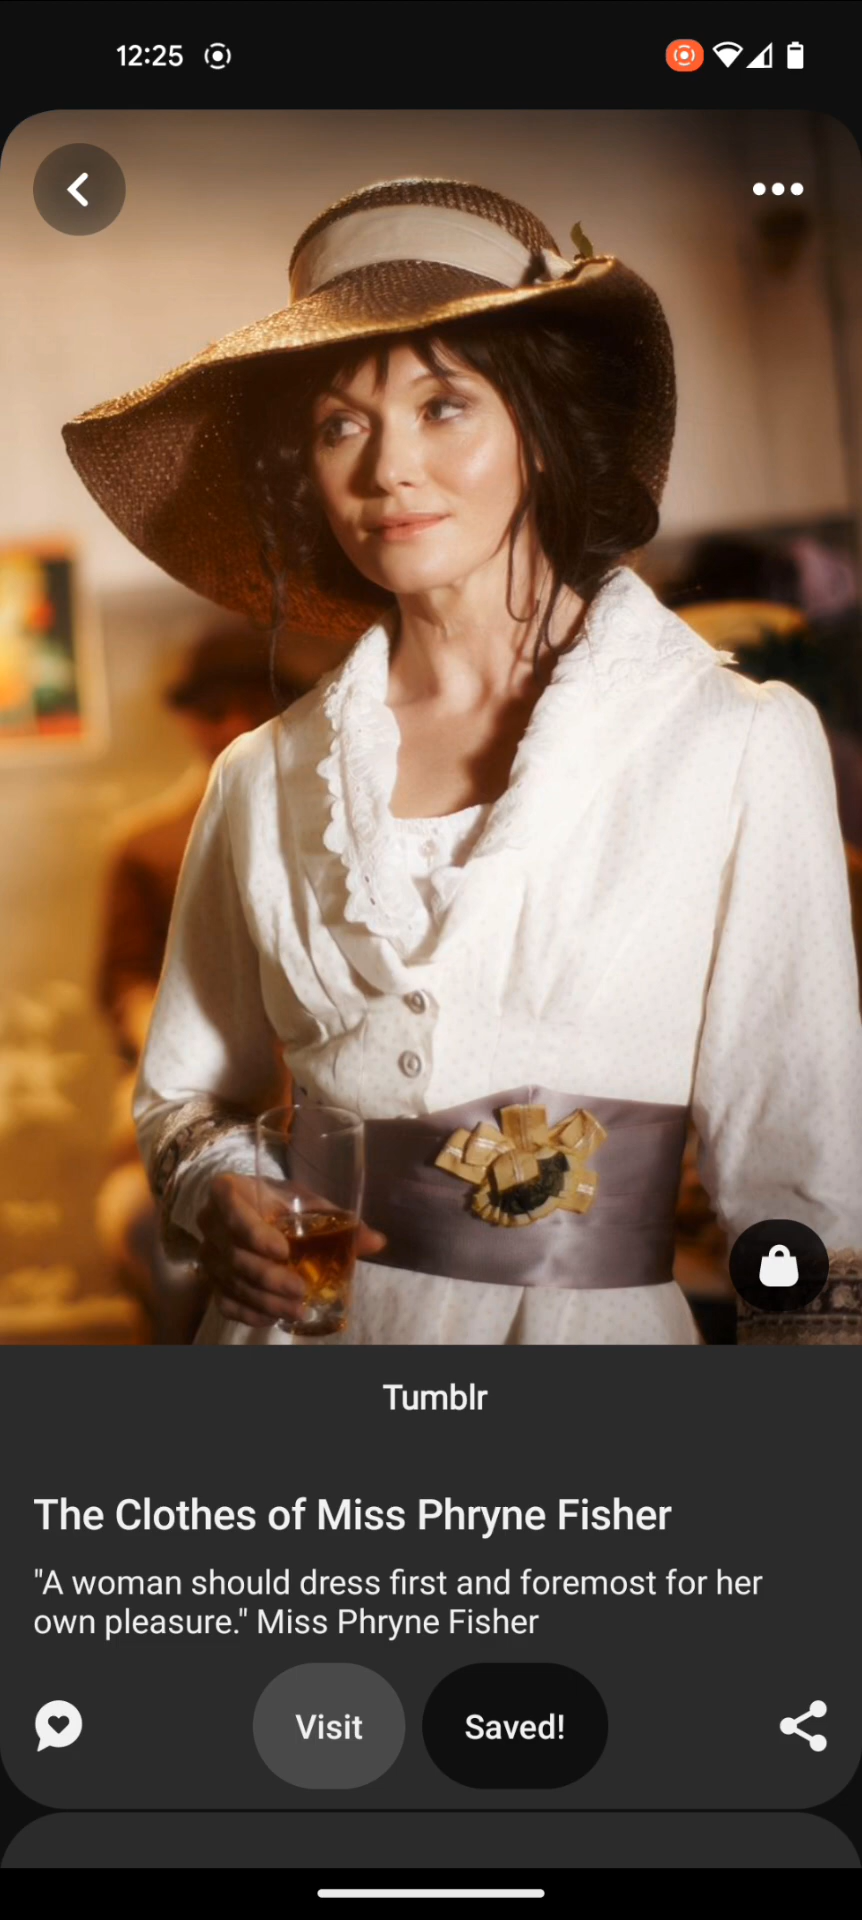 12:25
Tumblr
The Clothes of Miss Phryne Fisher
"A woman should dress first and foremost for her
own pleasure." Miss Phryne Fisher
Visit
Saved!